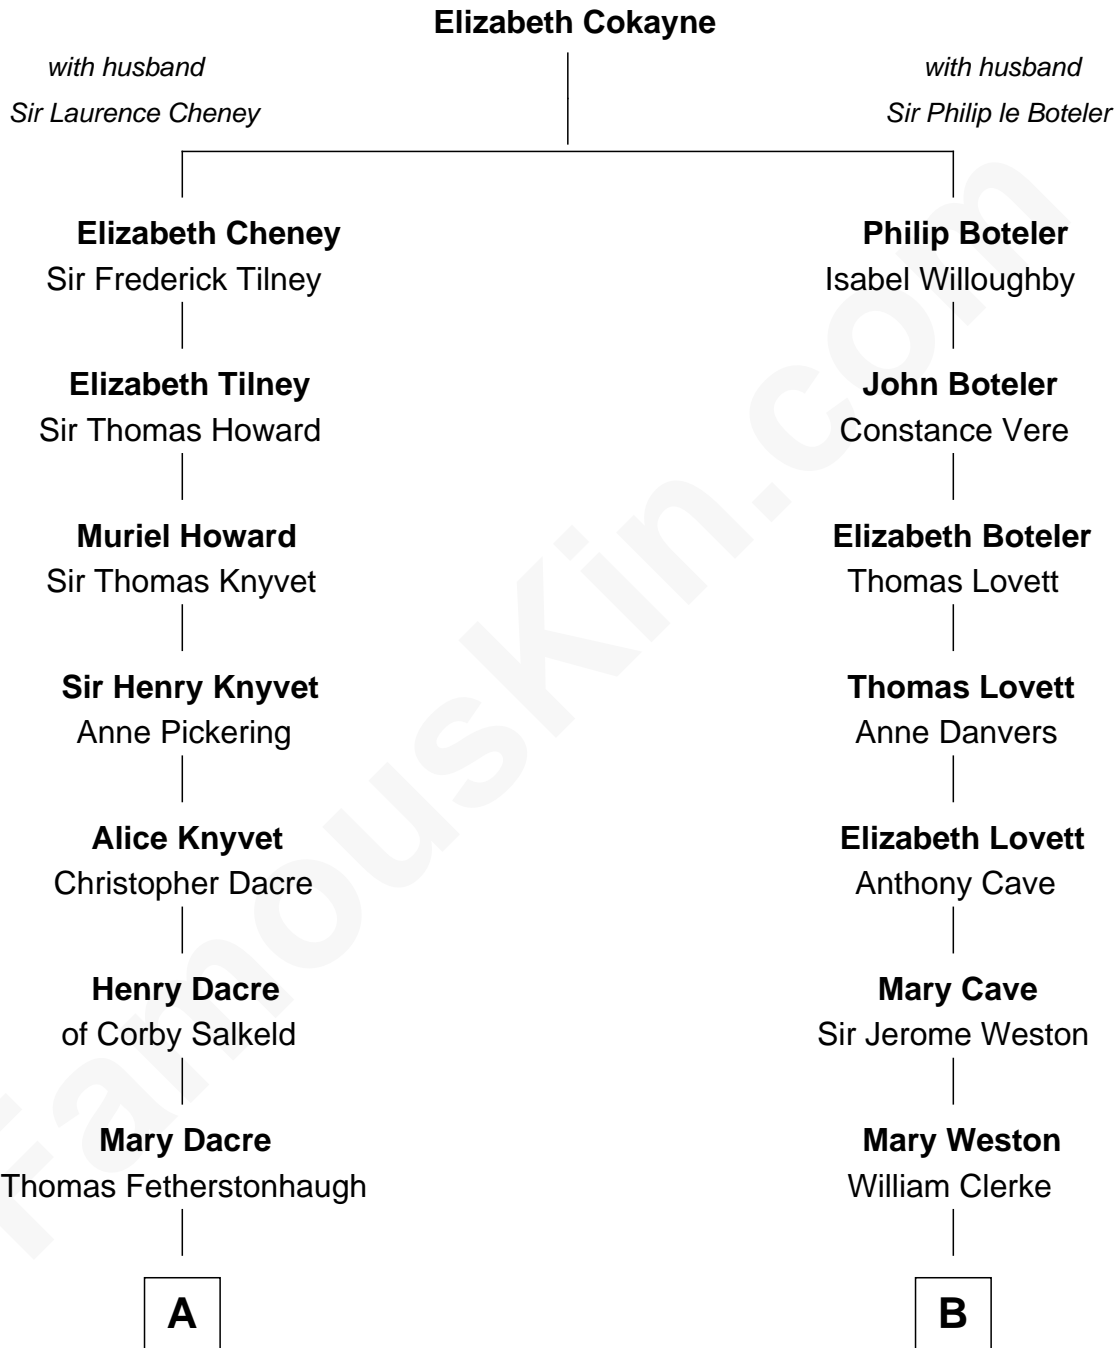 Elizabeth Cokayne
with husband
Sir Laurence Cheney
with husband
Sir Philip le Boteler
Elizabeth Cheney
Sir Frederick Tilney
Philip Boteler
Isabel Willoughby
Elizabeth Tilney
Sir Thomas Howard
John Boteler
Constance Vere
Muriel Howard
Sir Thomas Knyvet
Elizabeth Boteler
Thomas Lovett
Sir Henry Knyvet
Anne Pickering
Thomas Lovett
Anne Danvers
Alice Knyvet
Christopher Dacre
Elizabeth Lovett
Anthony Cave
Henry Dacre
of Corby Salkeld
Mary Cave
Sir Jerome Weston
Mary Dacre
Thomas Fetherstonhaugh
Mary Weston
William Clerke
A
B
FamousKin.com